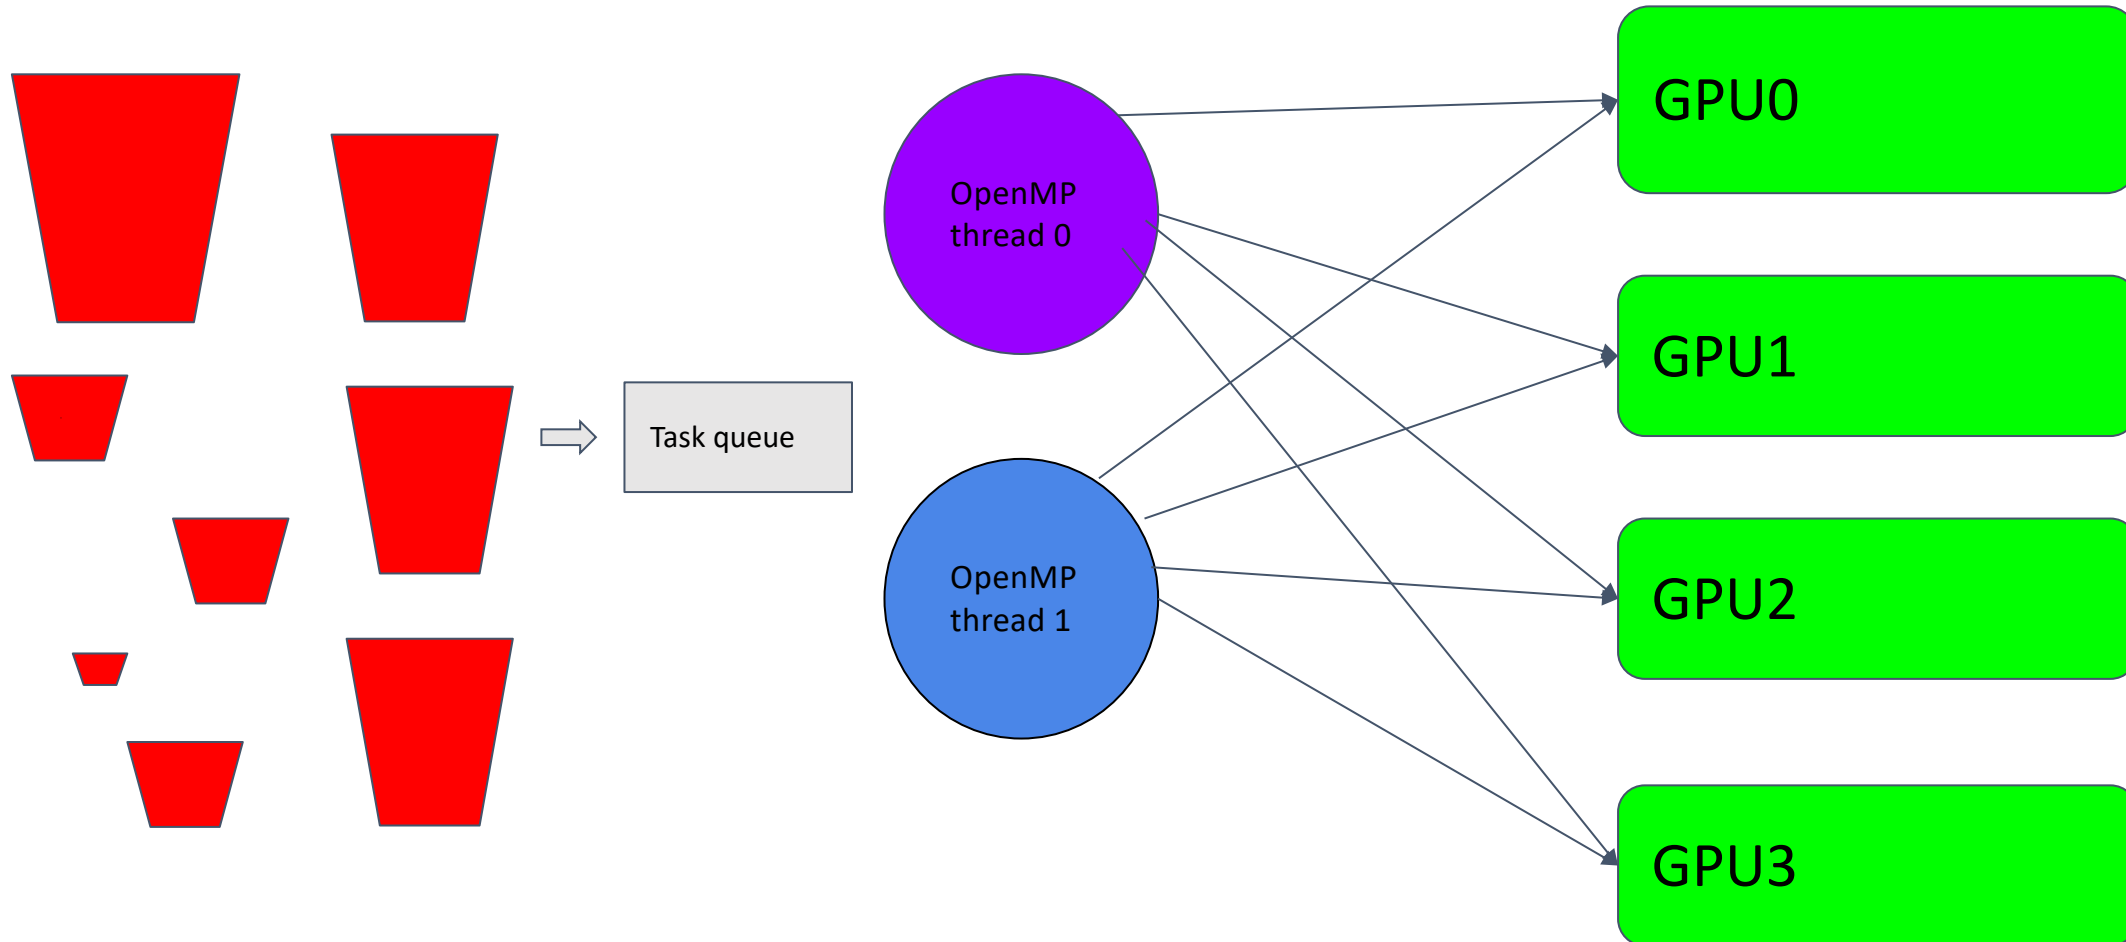 Task queue
OpenMP
thread 0
OpenMP
thread 1
GPU0
GPU1
GPU2
GPU3